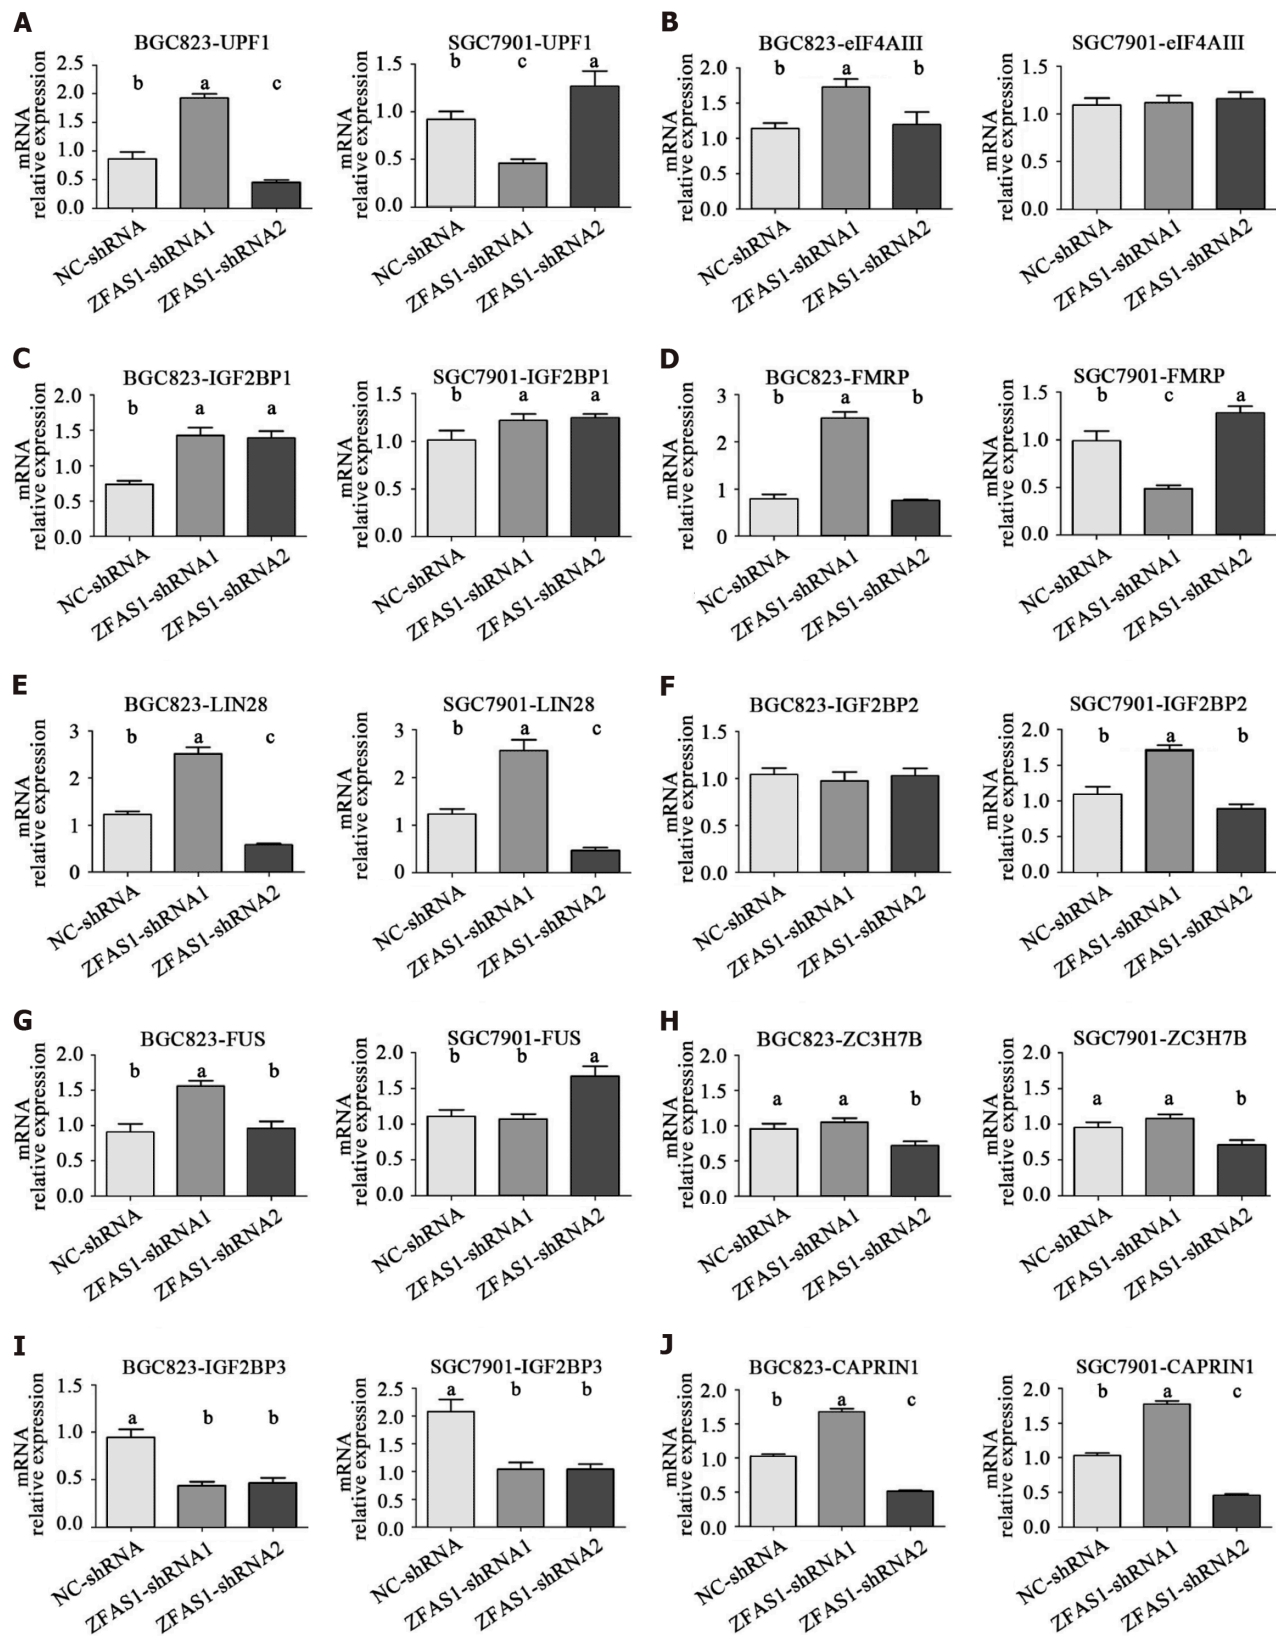 A
BGC823-UPF1
mRNA
relative expression
2.5
2.0
1.5
1.0
0.5
0.0
b
a
c
NC-shRNA
ZFAS1-shRNA1
ZFAS1-shRNA2
SGC7901-UPF1
mRNA
relative expression
1.5
1.0
0.5
0.0
b
c
a
NC-shRNA
ZFAS1-shRNA1
ZFAS1-shRNA2
B
BGC823-eIF4AIII
mRNA
relative expression
2.0
1.5
1.0
0.5
0.0
b
a
b
NC-shRNA
ZFAS1-shRNA1
ZFAS1-shRNA2
SGC7901-eIF4AIII
mRNA
relative expression
1.5
1.0
0.5
0.0
NC-shRNA
ZFAS1-shRNA1
ZFAS1-shRNA2
C
BGC823-IGF2BP1
mRNA
relative expression
2.0
1.5
1.0
0.5
0.0
b
a
a
NC-shRNA
ZFAS1-shRNA1
ZFAS1-shRNA2
SGC7901-IGF2BP1
mRNA
relative expression
1.5
1.0
0.5
0.0
b
a
a
NC-shRNA
ZFAS1-shRNA1
ZFAS1-shRNA2
D
BGC823-FMRP
mRNA
relative expression
3
2
1
0
b
a
b
NC-shRNA
ZFAS1-shRNA1
ZFAS1-shRNA2
SGC7901-FMRP
mRNA
relative expression
1.5
1.0
0.5
0.0
b
c
a
NC-shRNA
ZFAS1-shRNA1
ZFAS1-shRNA2
E
BGC823-LIN28
mRNA
relative expression
3
2
1
0
b
a
c
NC-shRNA
ZFAS1-shRNA1
ZFAS1-shRNA2
SGC7901-LIN28
mRNA
relative expression
3
2
1
0
b
a
c
NC-shRNA
ZFAS1-shRNA1
ZFAS1-shRNA2
F
BGC823-IGF2BP2
mRNA
relative expression
1.5
1.0
0.5
0.0
NC-shRNA
ZFAS1-shRNA1
ZFAS1-shRNA2
SGC7901-IGF2BP2
mRNA
relative expression
2.0
1.5
1.0
0.5
0.0
b
a
b
NC-shRNA
ZFAS1-shRNA1
ZFAS1-shRNA2
G
BGC823-FUS
mRNA
relative expression
2.0
1.5
1.0
0.5
0.0
b
a
b
NC-shRNA
ZFAS1-shRNA1
ZFAS1-shRNA2
SGC7901-FUS
mRNA
relative expression
2.0
1.5
1.0
0.5
0.0
b
b
a
NC-shRNA
ZFAS1-shRNA1
ZFAS1-shRNA2
H
BGC823-ZC3H7B
mRNA
relative expression
2.0
1.5
1.0
0.5
0.0
a
a
b
NC-shRNA
ZFAS1-shRNA1
ZFAS1-shRNA2
SGC7901-ZC3H7B
mRNA
relative expression
2.0
1.5
1.0
0.5
0.0
a
a
b
NC-shRNA
ZFAS1-shRNA1
ZFAS1-shRNA2
I
BGC823-IGF2BP3
mRNA
relative expression
1.5
1.0
0.5
0.0
a
b
b
NC-shRNA
ZFAS1-shRNA1
ZFAS1-shRNA2
SGC7901-IGF2BP3
mRNA
relative expression
2.5
2.0
1.5
1.0
0.5
0.0
a
b
b
NC-shRNA
ZFAS1-shRNA1
ZFAS1-shRNA2
J
BGC823-CAPRIN1
mRNA
relative expression
2.0
1.5
1.0
0.5
0.0
b
a
c
NC-shRNA
ZFAS1-shRNA1
ZFAS1-shRNA2
SGC7901-CAPRIN1
mRNA
relative expression
2.0
1.5
1.0
0.5
0.0
b
a
c
NC-shRNA
ZFAS1-shRNA1
ZFAS1-shRNA2